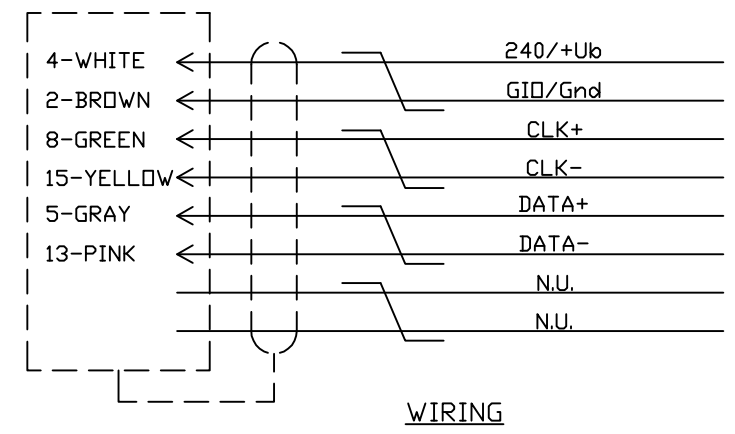 4-WHITE 240/+Ub
2-BROWN GIO/Gnd
8-GREEN CLK+
15-YELLOW CLK-
5-GRAY DATA+
13-PINK DATA-
N.U.
N.U.
WIRING